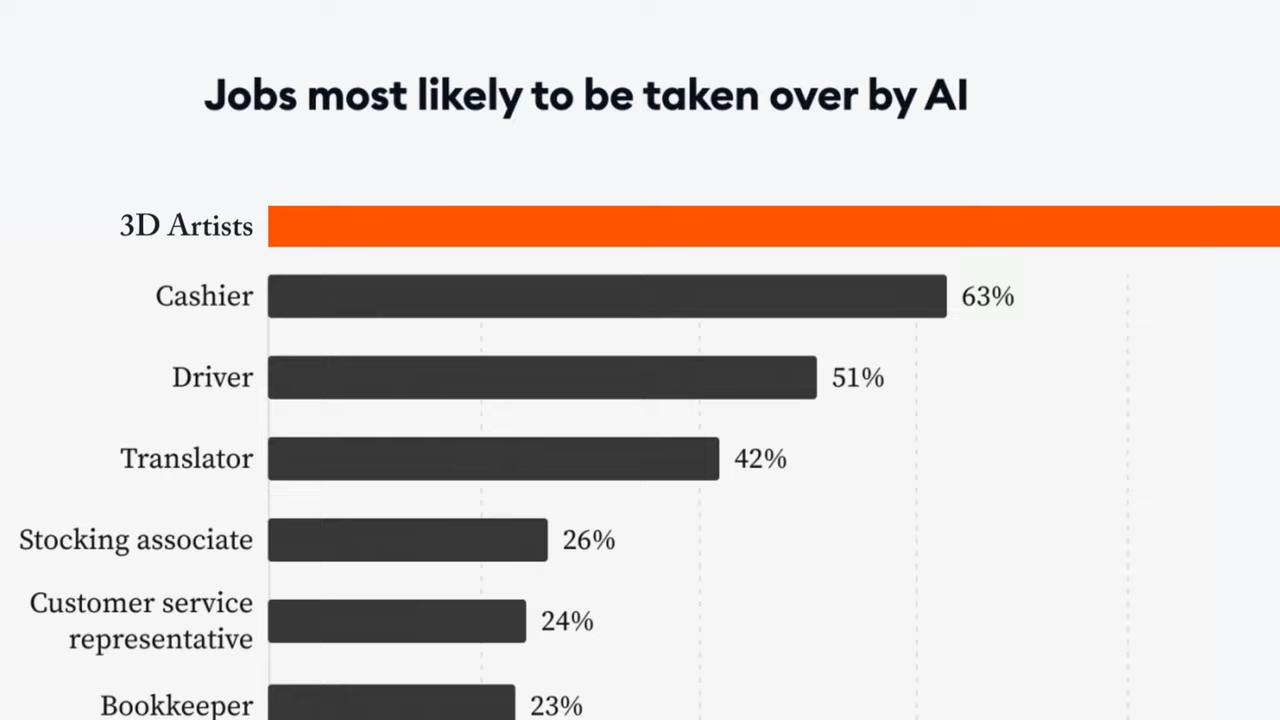 Jobs most likely to be taken over by AI
3D Artists
Cashier 63%
Driver 51%
Translator 42%
Stocking associate 26%
Customer service
representative 24%
Bookkeeper 23%